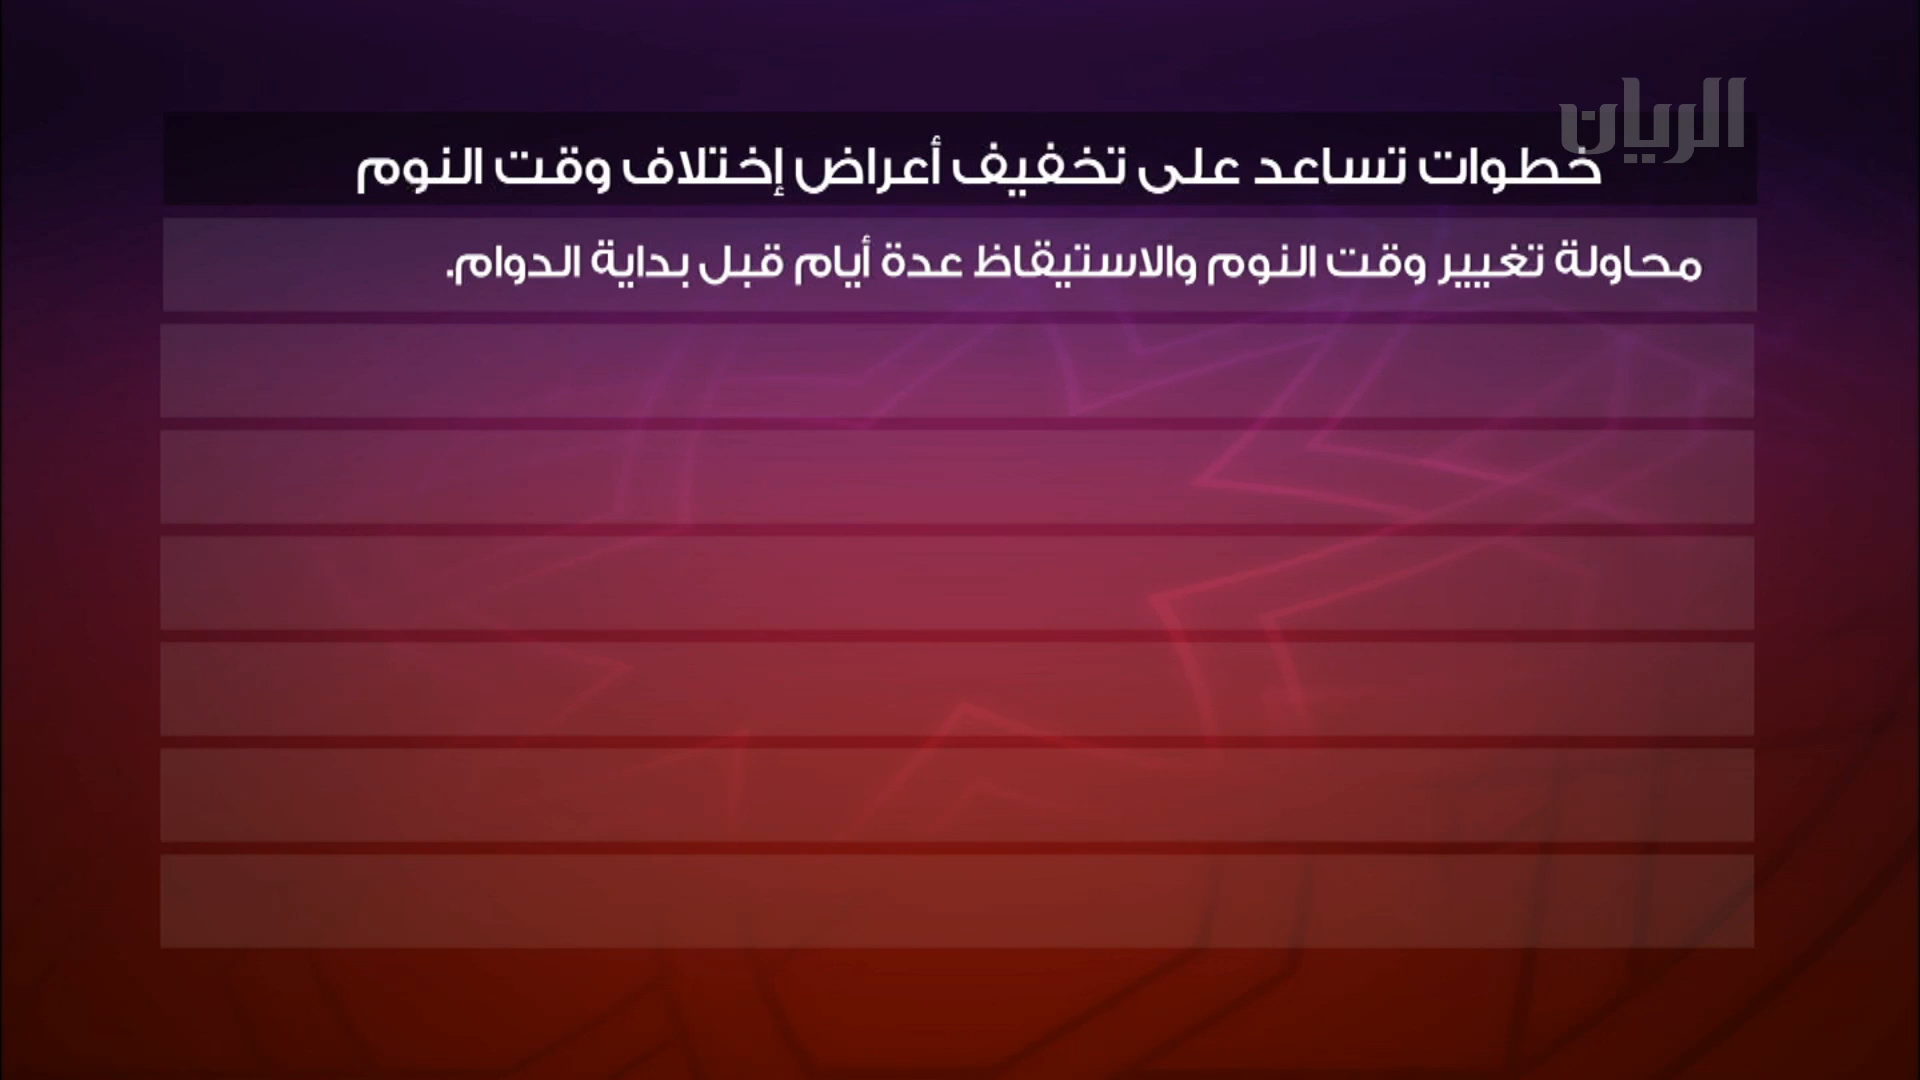 الريان
خطوات تساعد على تخفيف أعراض إختلاف وقت النوم
محاولة تغيير وقت النوم والاستيقاظ عدة أيام قبل بداية الدوام.